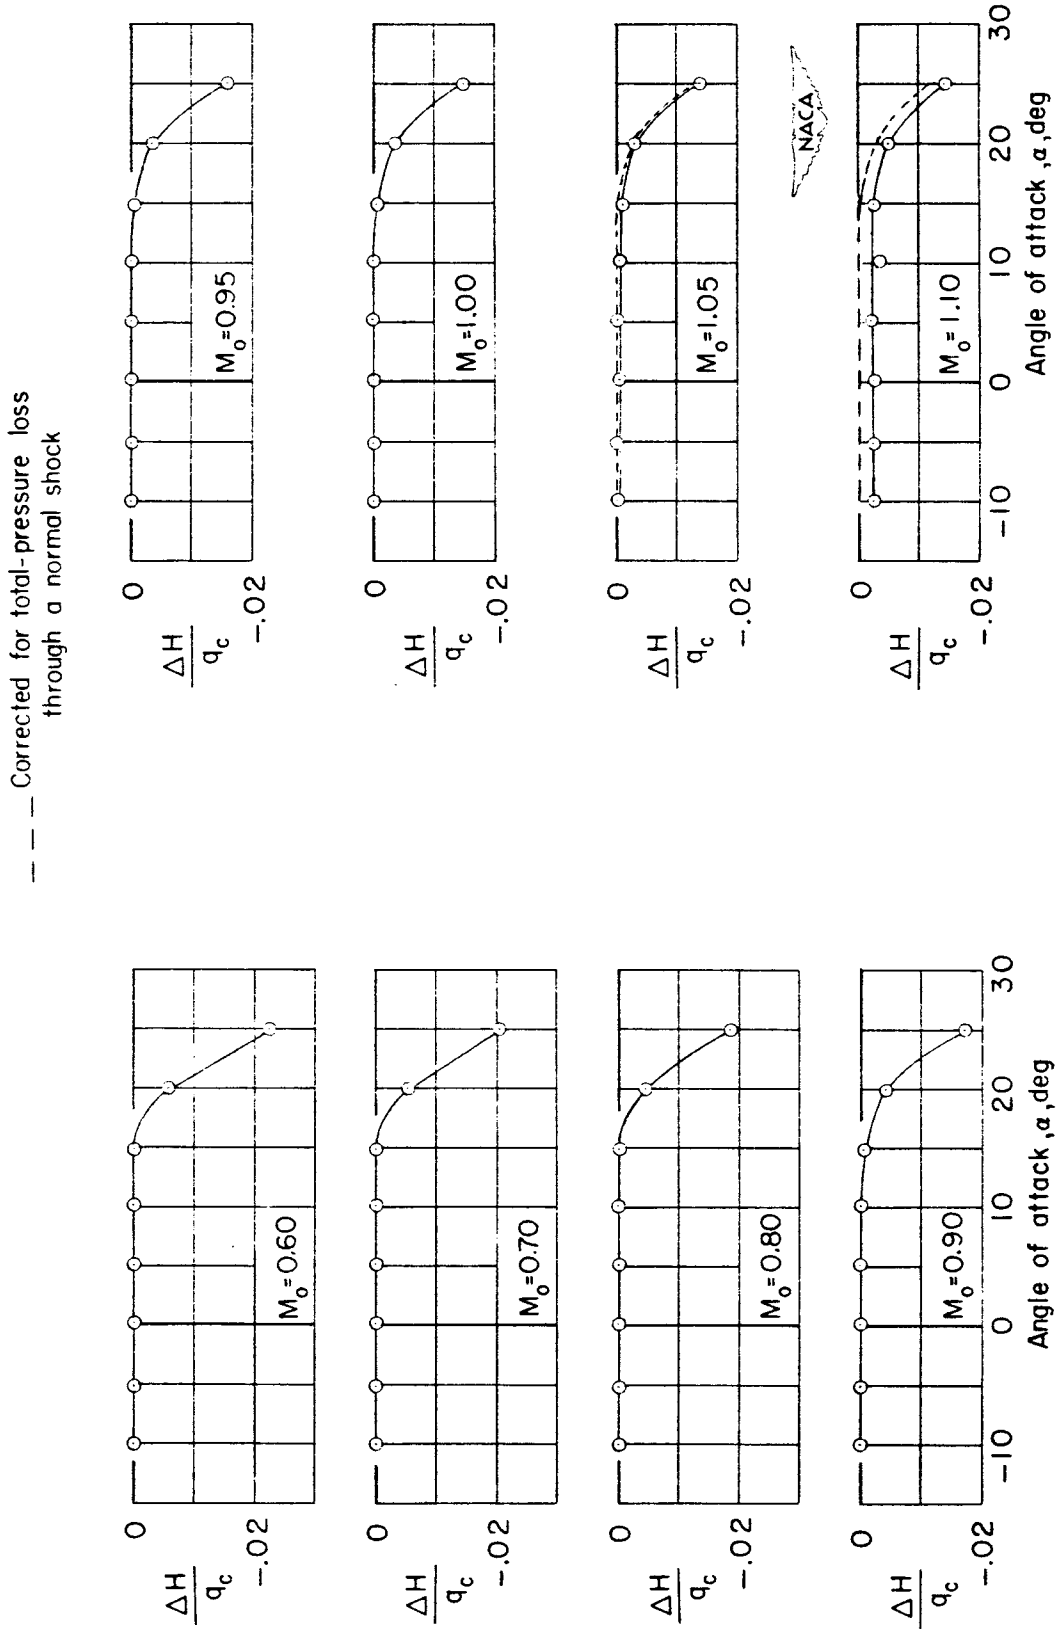 — — — Corrected for total-pressure loss
through a normal shock
ΔH
q_c
0
-.02
M_o=0.60
ΔH
q_c
0
-.02
M_o=0.70
ΔH
q_c
0
-.02
M_o=0.80
ΔH
q_c
0
-.02
M_o=0.90
-10 0 10 20 30
Angle of attack, α, deg
ΔH
q_c
0
-.02
M_o=0.95
ΔH
q_c
0
-.02
M_o=1.00
ΔH
q_c
0
-.02
M_o=1.05
NACA
ΔH
q_c
0
-.02
M_o=1.10
-10 0 10 20 30
Angle of attack, α, deg